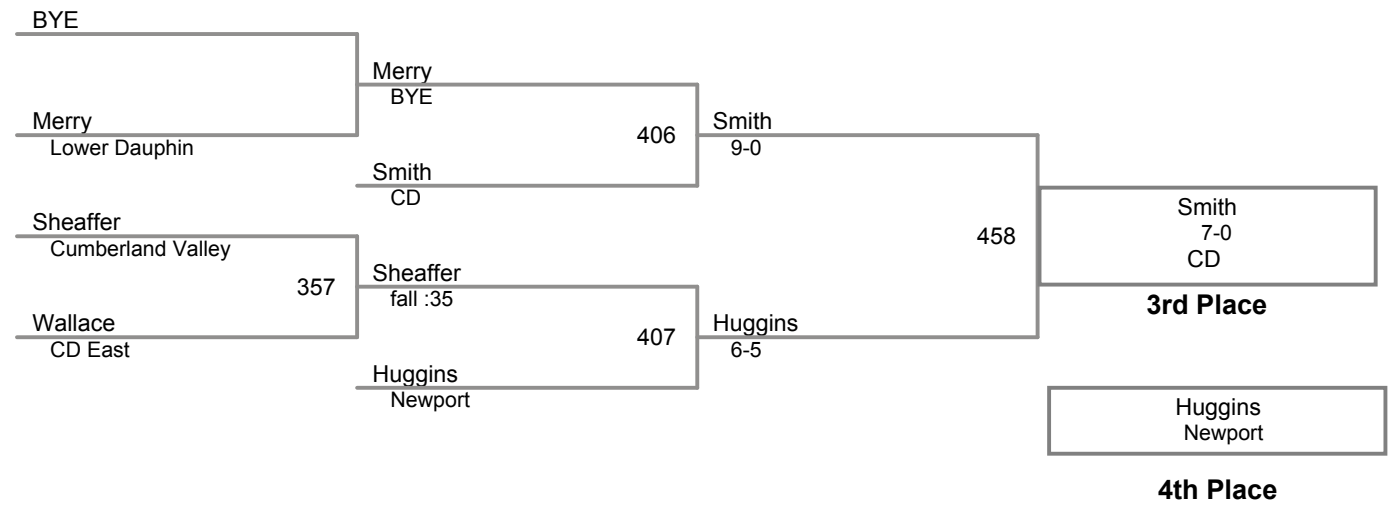 BYE
Merry
BYE
Merry
Lower Dauphin
406
Smith
9-0
Smith
CD
Sheaffer
Cumberland Valley
458
Smith
7-0
CD
3rd Place
357
Sheaffer
fall :35
Wallace
CD East
407
Huggins
6-5
Huggins
Newport
Huggins
Newport
4th Place